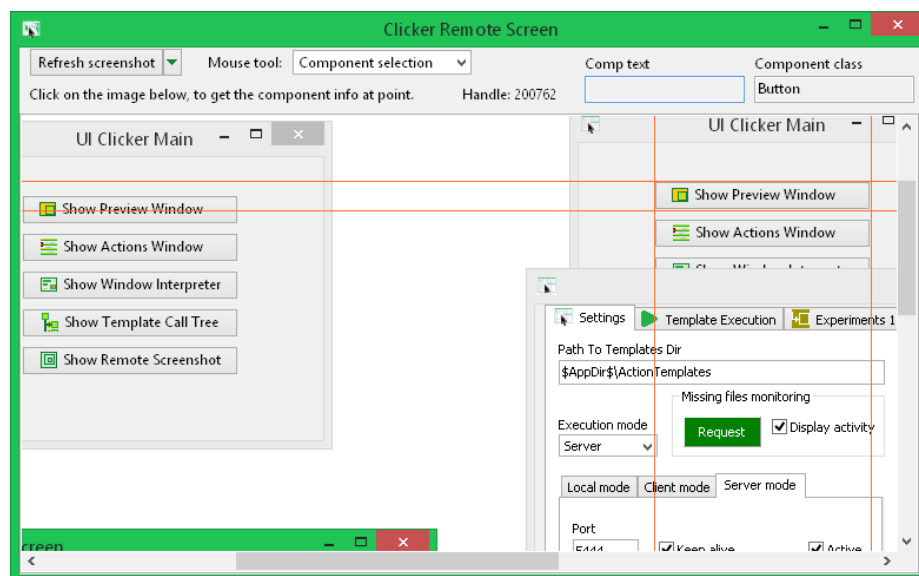 Clicker Remote Screen
Refresh screenshot
Mouse tool:
Component selection
Comp text
Component class
Click on the image below, to get the component info at point.
Handle: 200762
Button
UI Clicker Main
Show Preview Window
Show Actions Window
Show Window Interpreter
Show Template Call Tree
Show Remote Screenshot
UI Clicker Main
Show Preview Window
Show Actions Window
Settings
Template Execution
Experiments 1
Path To Templates Dir
$AppDir$\ActionTemplates
Missing files monitoring
Execution mode
Request
Display activity
Server
Local mode
Client mode
Server mode
Port
Keep alive
Active
creen